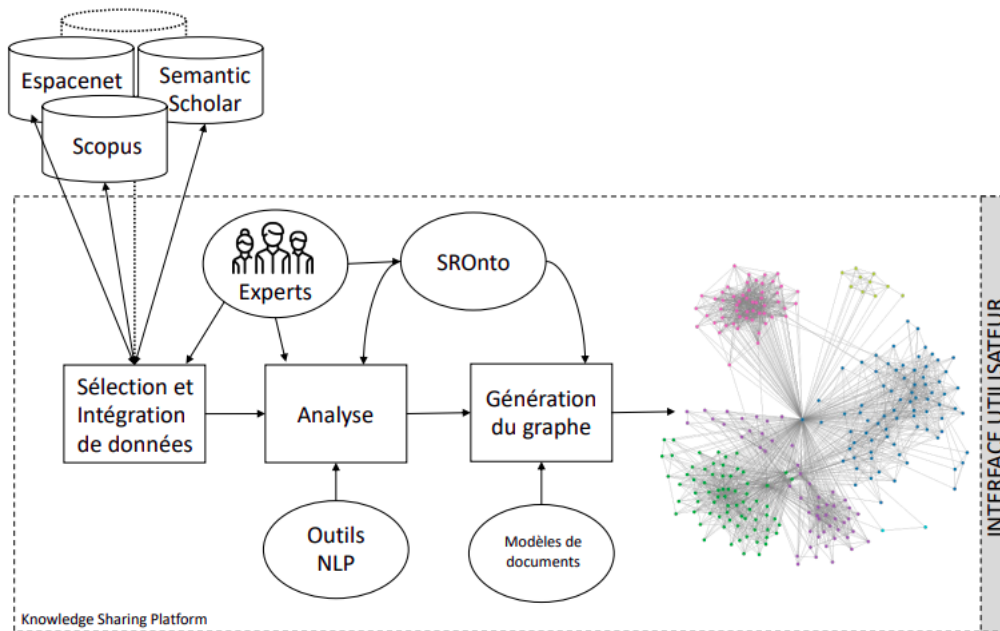 Espacenet
Semantic
Scholar
Scopus
Experts
SROnto
Sélection et
Intégration
de données
Analyse
Génération
du graphe
Outils
NLP
Modèles de
documents
INTERFACE UTILISATEUR
Knowledge Sharing Platform